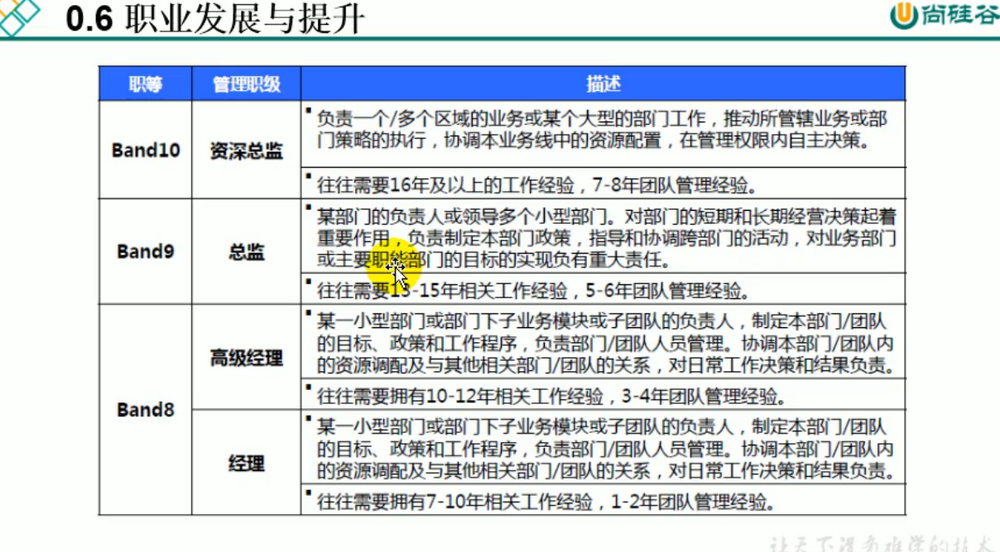 0.6 职业发展与提升
尚硅谷
职等 管理职级 描述
Band10
资深总监
负责一个/多个区域的业务或某个大型的部门工作，推动所管辖业务或部
门策略的执行，协调本业务线中的资源配置，在管理权限内自主决策。
往往需要16年及以上的工作经验，7-8年团队管理经验。
Band9
总监
某部门的负责人或领导多个小型部门。对部门的短期和长期经营决策起着
重要作用，负责制定本部门政策，指导和协调跨部门的活动，对业务部门
或主要职能部门的目标的实现负有重大责任。
往往需要13-15年相关工作经验，5-6年团队管理经验。
Band8
高级经理
某一小型部门或部门下子业务模块或子团队的负责人，制定本部门/团队
的目标、政策和工作程序，负责部门/团队人员管理。协调本部门/团队内
的资源调配及与其他相关部门/团队的关系，对日常工作决策和结果负责。
往往需要拥有10-12年相关工作经验，3-4年团队管理经验。
经理
某一小型部门或部门下子业务模块或子团队的负责人，制定本部门/团队
的目标、政策和工作程序，负责部门/团队人员管理。协调本部门/团队内
的资源调配及与其他相关部门/团队的关系，对日常工作决策和结果负责。
往往需要拥有7-10年相关工作经验，1-2年团队管理经验。
让天下没有难学的技术